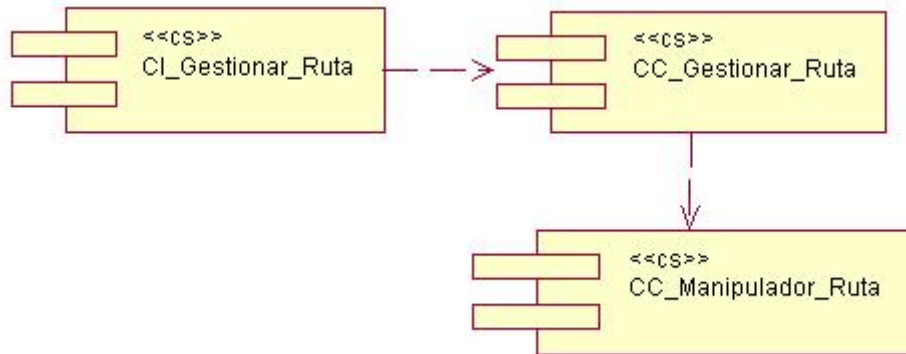 <<cs>>
CI_Gestionar_Ruta
<<cs>>
CC_Gestionar_Ruta
<<cs>>
CC_Manipulador_Ruta